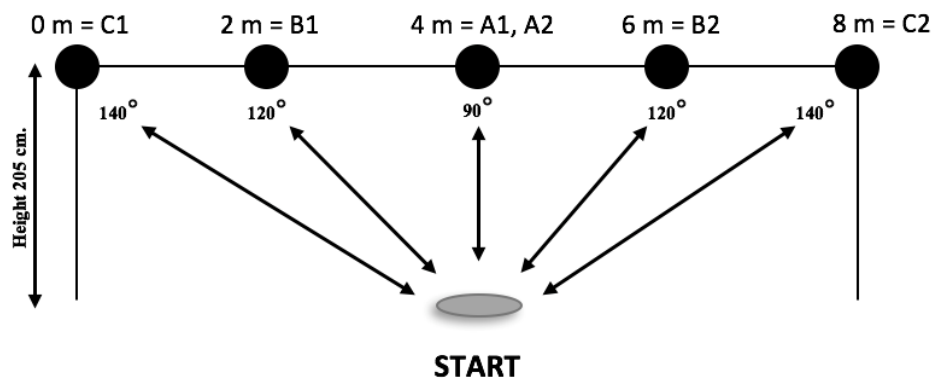 0 m = C1 2 m = B1 4 m = A1, A2 6 m = B2 8 m = C2
140° 120° 90° 120° 140°
Height 205 cm.
START